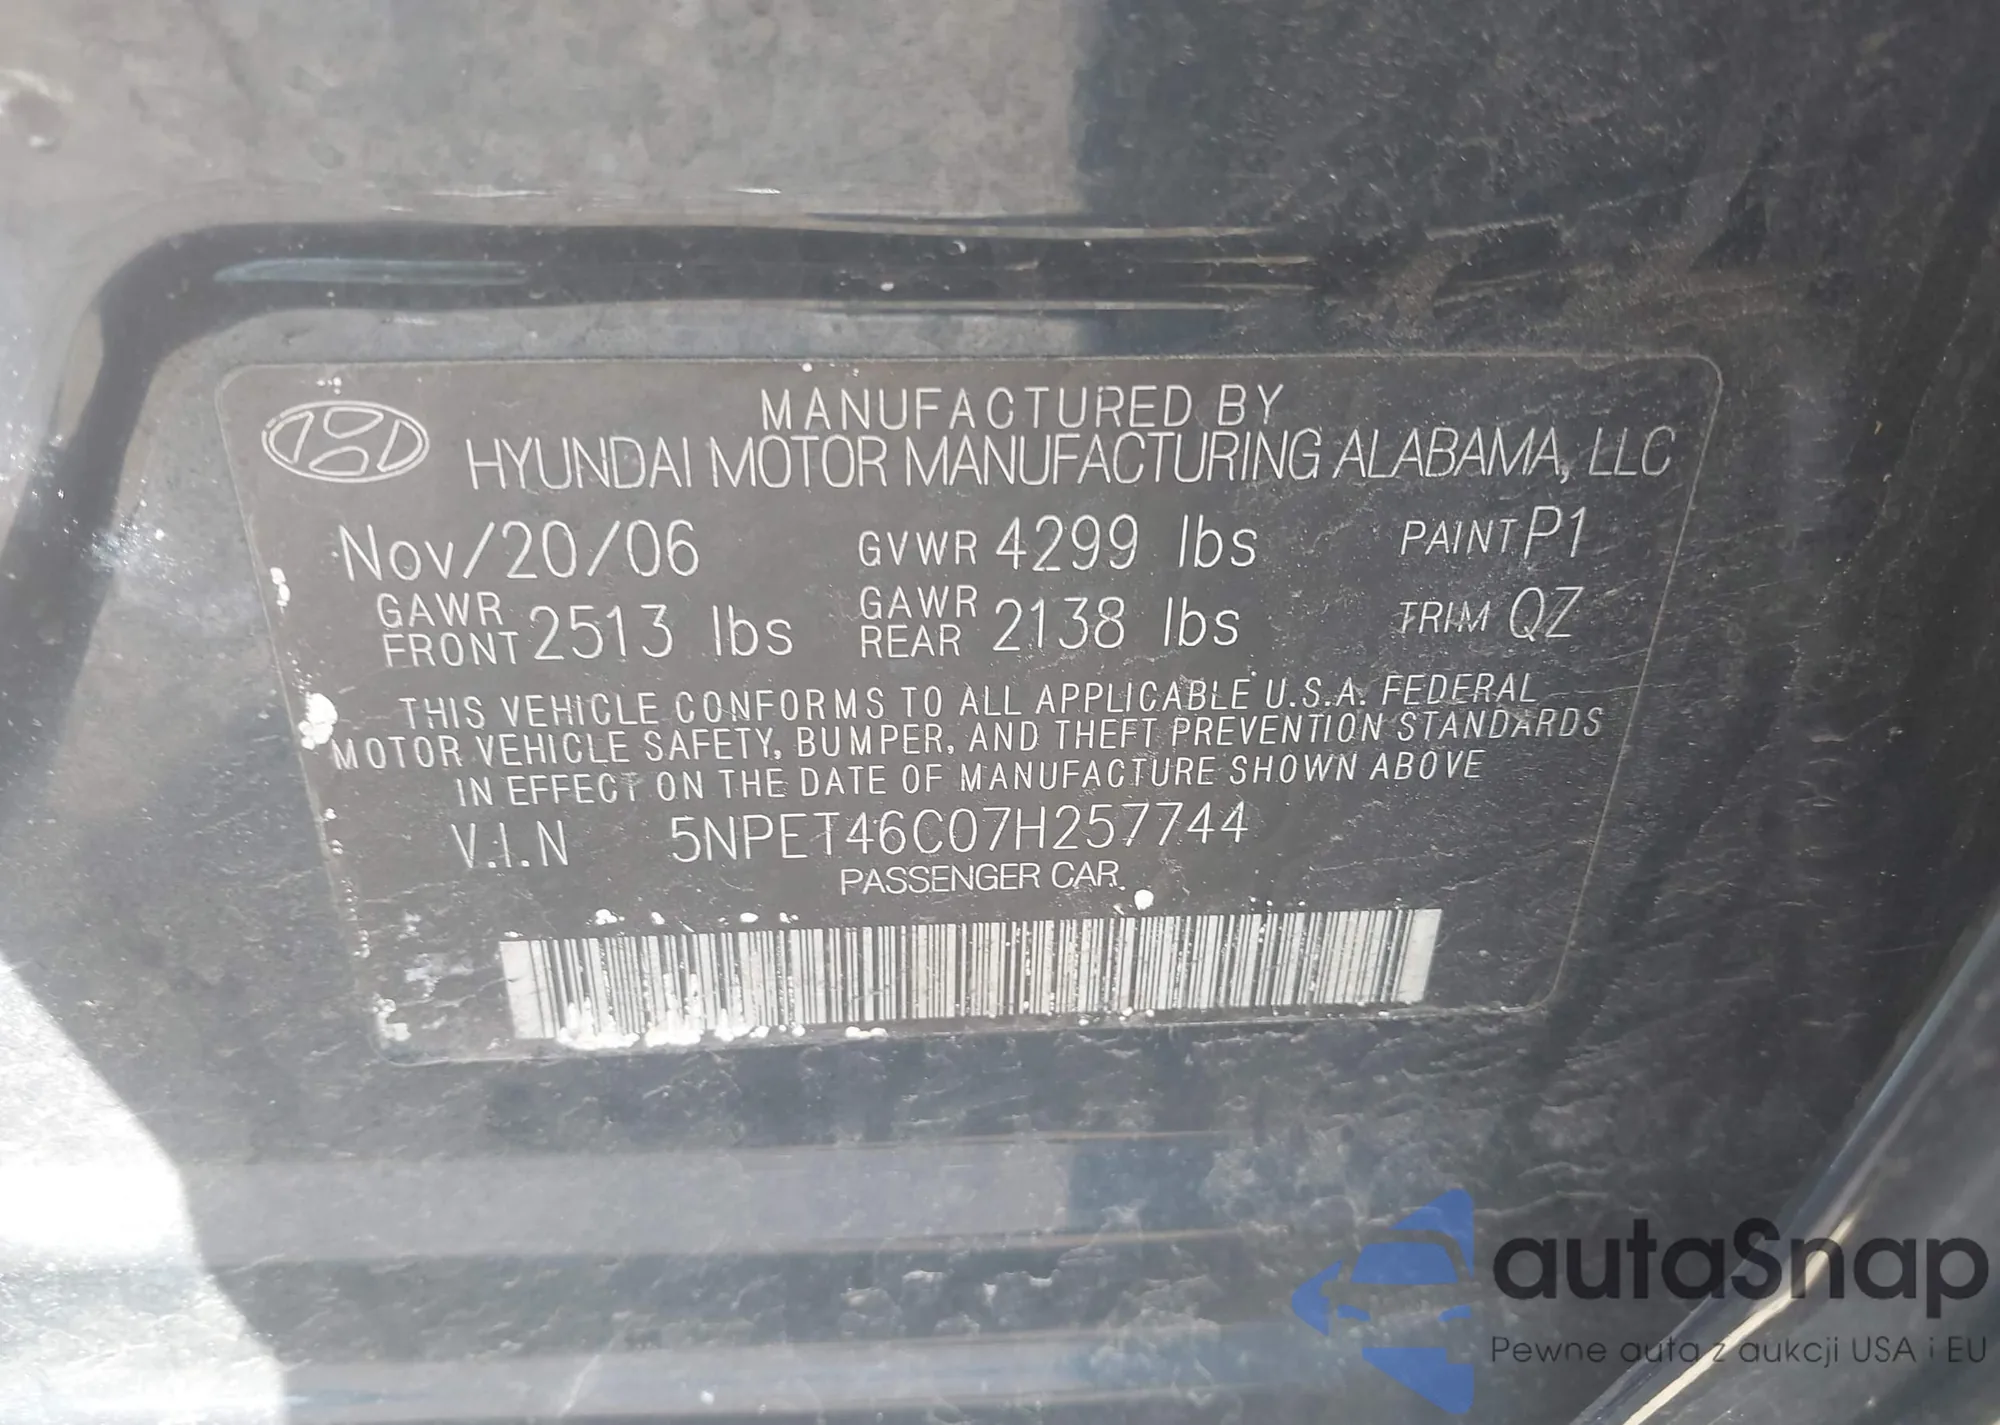 MANUFACTURED BY
HYUNDAI MOTOR MANUFACTURING ALABAMA, LLC
Nov/20/06 GVWR 4299 lbs PAINT P1
GAWR FRONT 2513 lbs GAWR REAR 2138 lbs TRIM QZ
THIS VEHICLE CONFORMS TO ALL APPLICABLE U.S.A. FEDERAL
MOTOR VEHICLE SAFETY, BUMPER, AND THEFT PREVENTION STANDARDS
IN EFFECT ON THE DATE OF MANUFACTURE SHOWN ABOVE
V.I.N 5NPET46C07H257744
PASSENGER CAR
autaSnap
Pewne auta z aukcji USA i EU